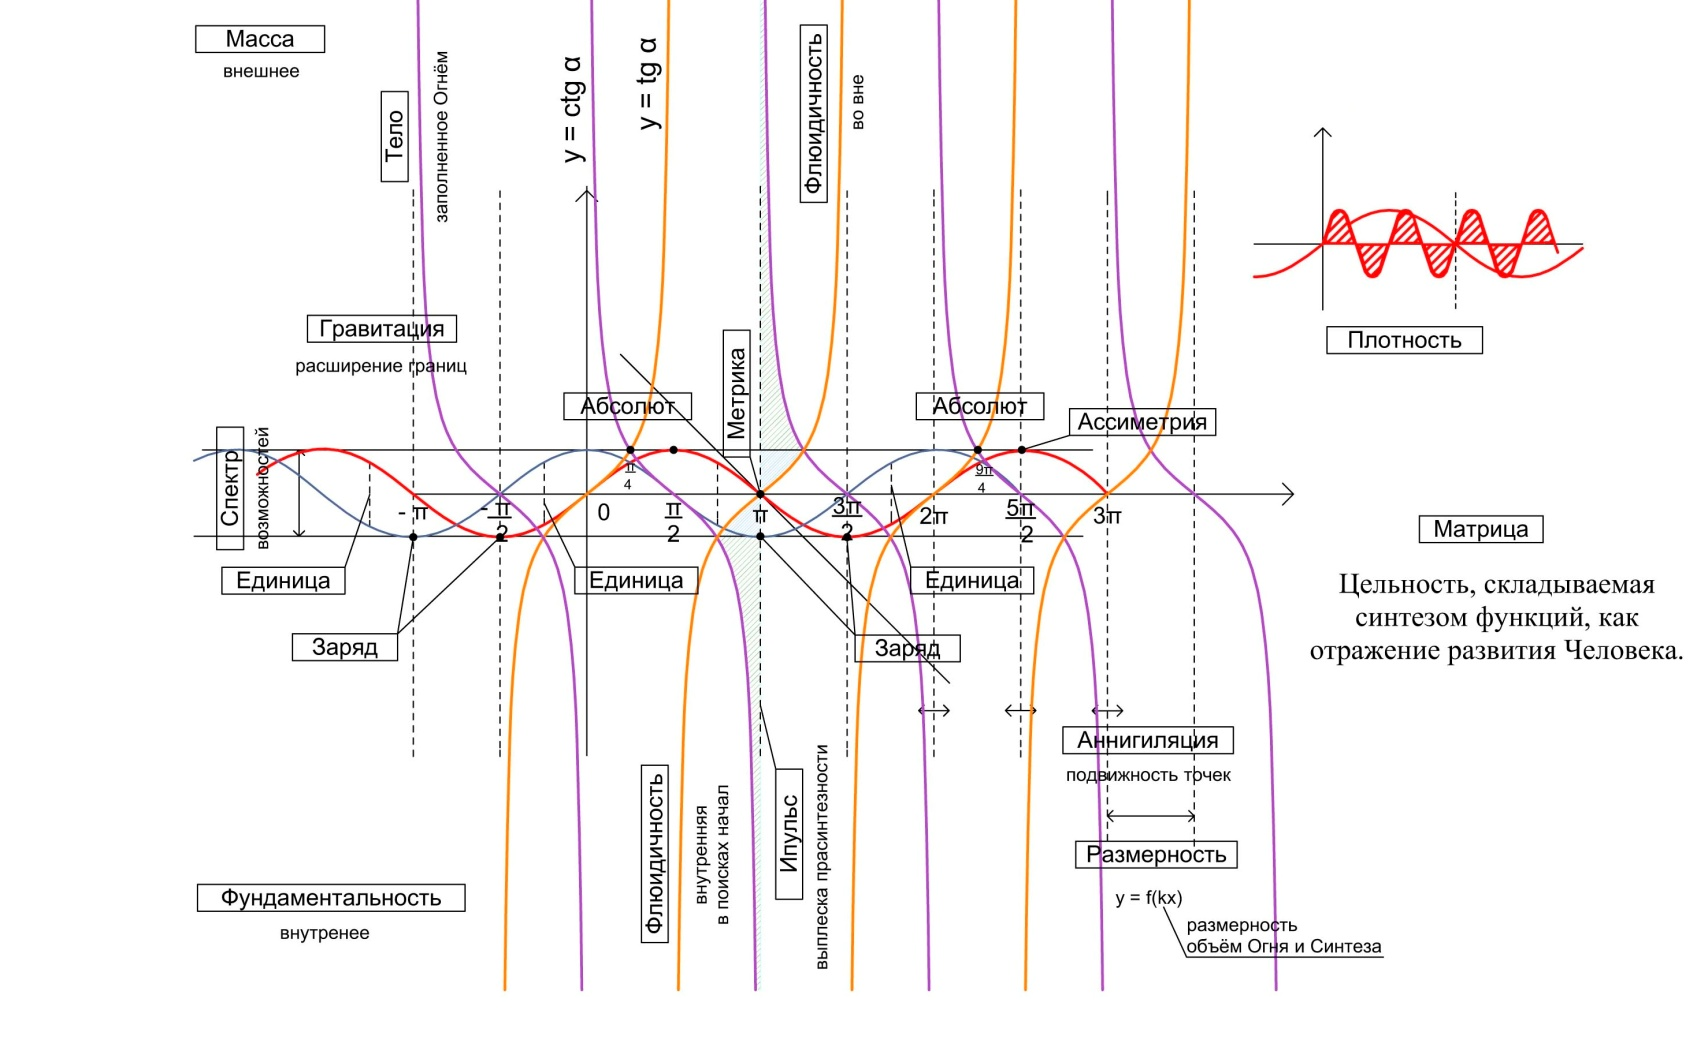 Масса
внешнее
Тело
заполненное Огнём
y = ctg α
y = tg α
Флюидичность
во вне
Гравитация
расширение границ
Плотность
Абсолют
Метрика
Абсолют
Ассиметрия
Спектр
возможностей
π
4
9π
4
- π
- π
2
0
π
2
π
3π
2
2π
5π
2
3π
Матрица
Единица
Единица
Единица
Цельность, складываемая
синтезом функций, как
отражение развития Человека.
Заряд
Заряд
Аннигиляция
подвижность точек
Флюидичность
внутренняя
в поисках начал
Ипульс
выплеска прасинтезности
Размерность
y = f(kx)
размерность
объём Огня и Синтеза
Фундаментальность
внутренее